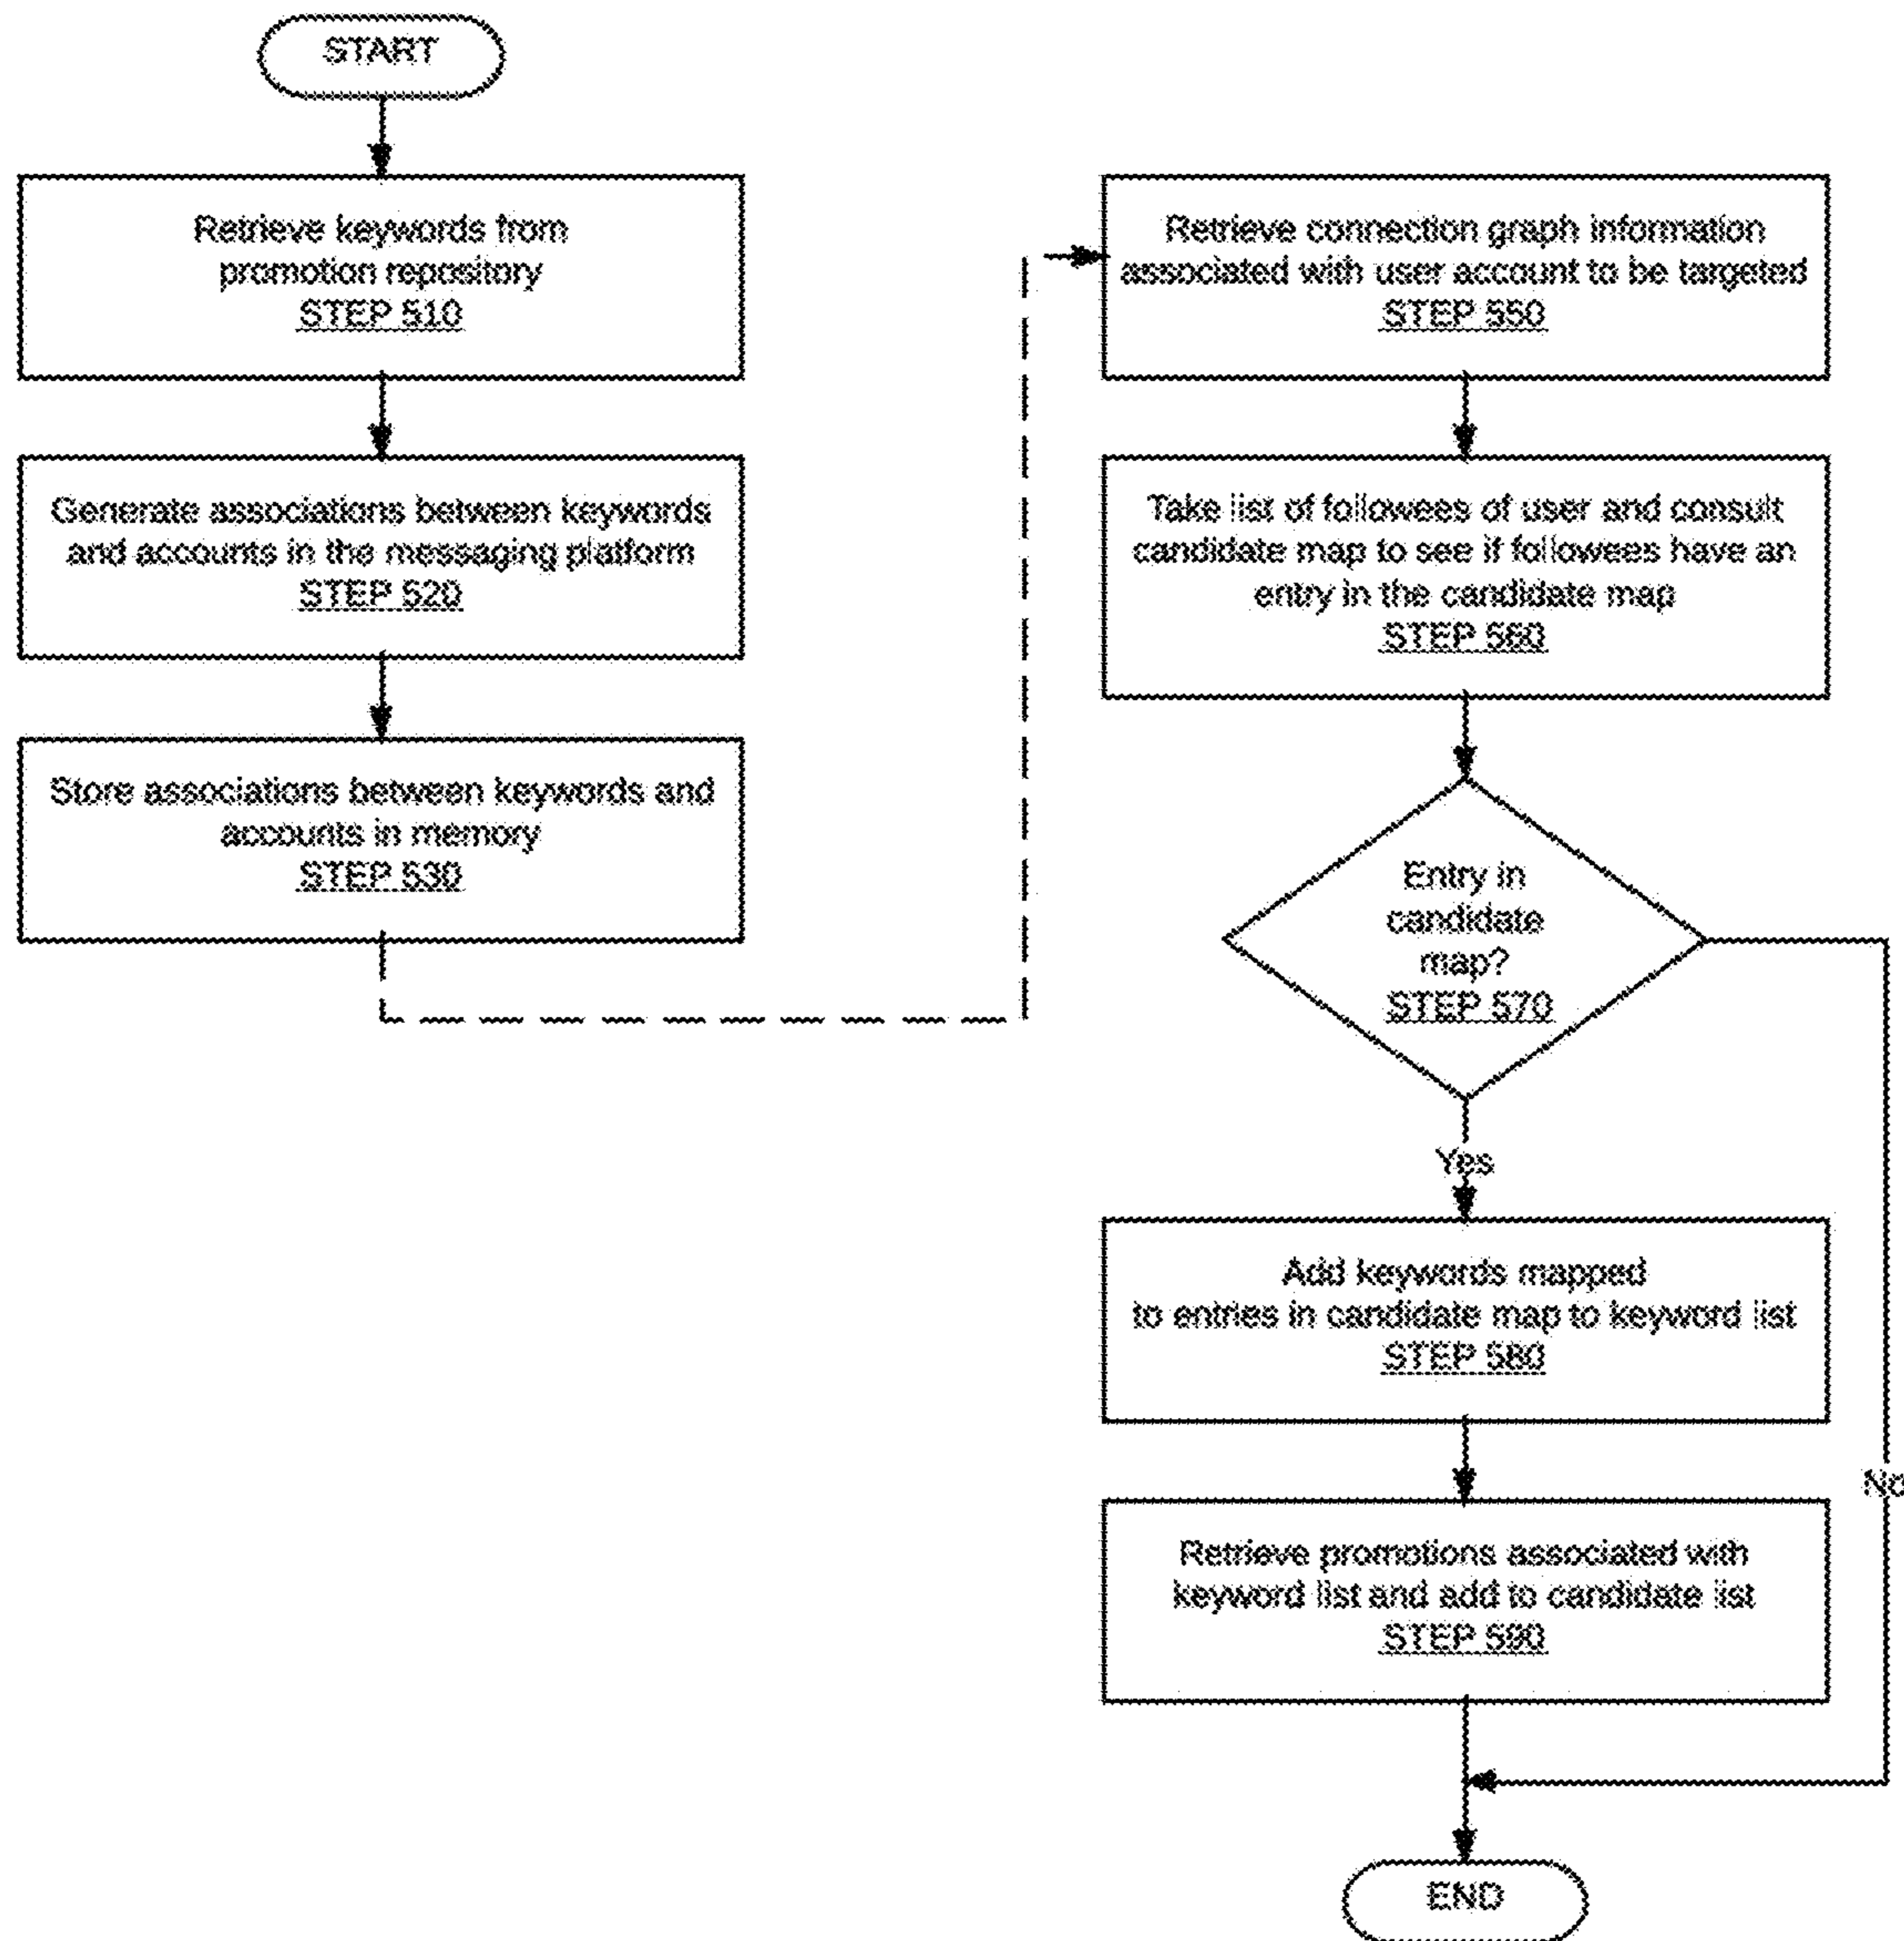 START
Retrieve keywords from
promotion repository
STEP 510
Generate associations between keywords
and accounts in the messaging platform
STEP 520
Store associations between keywords and
accounts in memory
STEP 530
Retrieve connection graph information
associated with user account to be targeted
STEP 550
Take list of followees of user and consult
candidate map to see if followees have an
entry in the candidate map
STEP 560
Entry in
candidate
map?
STEP 570
Yes
Add keywords mapped
to entries in candidate map to keyword list
STEP 580
No
Retrieve promotions associated with
keyword list and add to candidate list
STEP 590
END